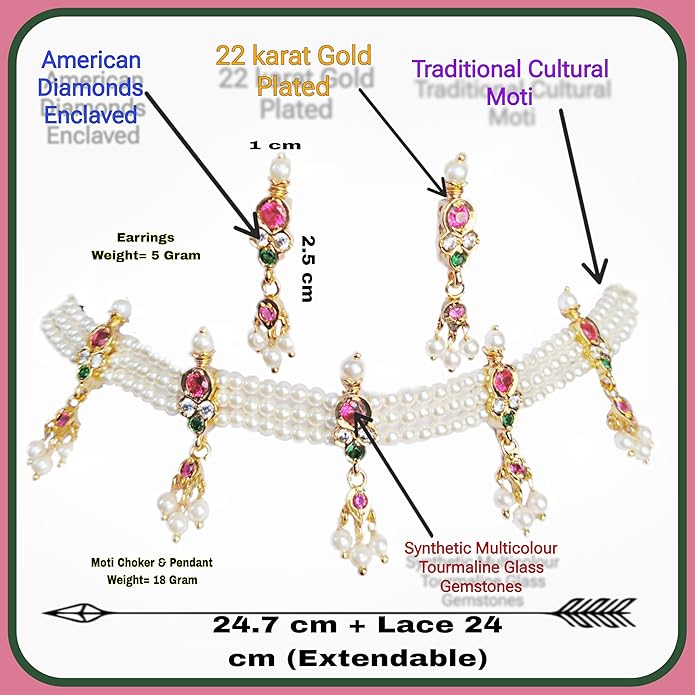 American
Diamonds
Enclaved
22 karat Gold
Plated
Traditional Cultural
Moti
1 cm
Earrings
Weight= 5 Gram
2.5 cm
Synthetic Multicolour
Tourmaline Glass
Gemstones
Moti Choker & Pendant
Weight= 18 Gram
24.7 cm + Lace 24
cm (Extendable)